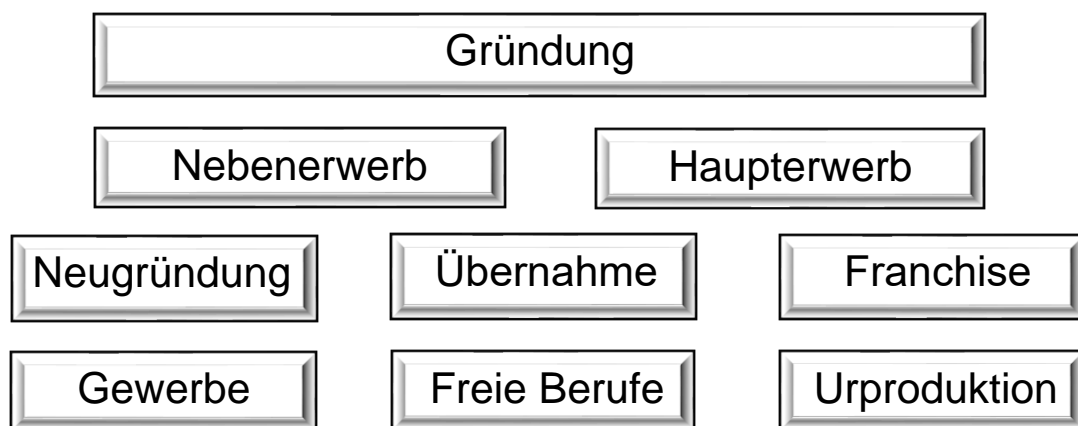 Gründung
Nebenerwerb Haupterwerb
Neugründung Übernahme Franchise
Gewerbe Freie Berufe Urproduktion